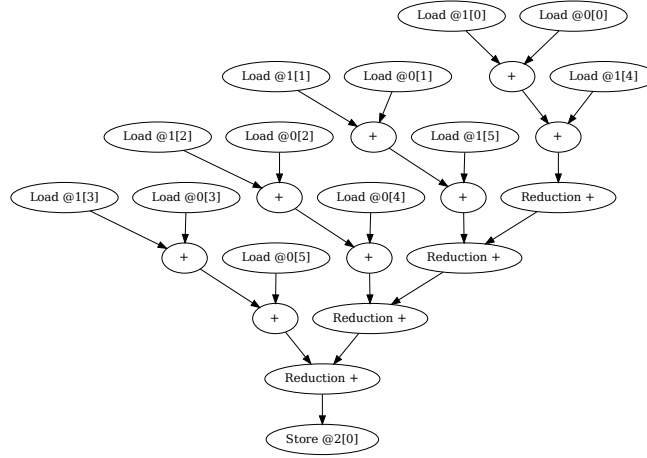 Load @1[0]
Load @0[0]
Load @1[1]
Load @0[1]
+
Load @1[4]
Load @1[2]
Load @0[2]
+
Load @1[5]
+
Load @1[3]
Load @0[3]
+
Load @0[4]
+
Reduction +
+
Load @0[5]
+
Reduction +
+
Reduction +
Reduction +
Store @2[0]